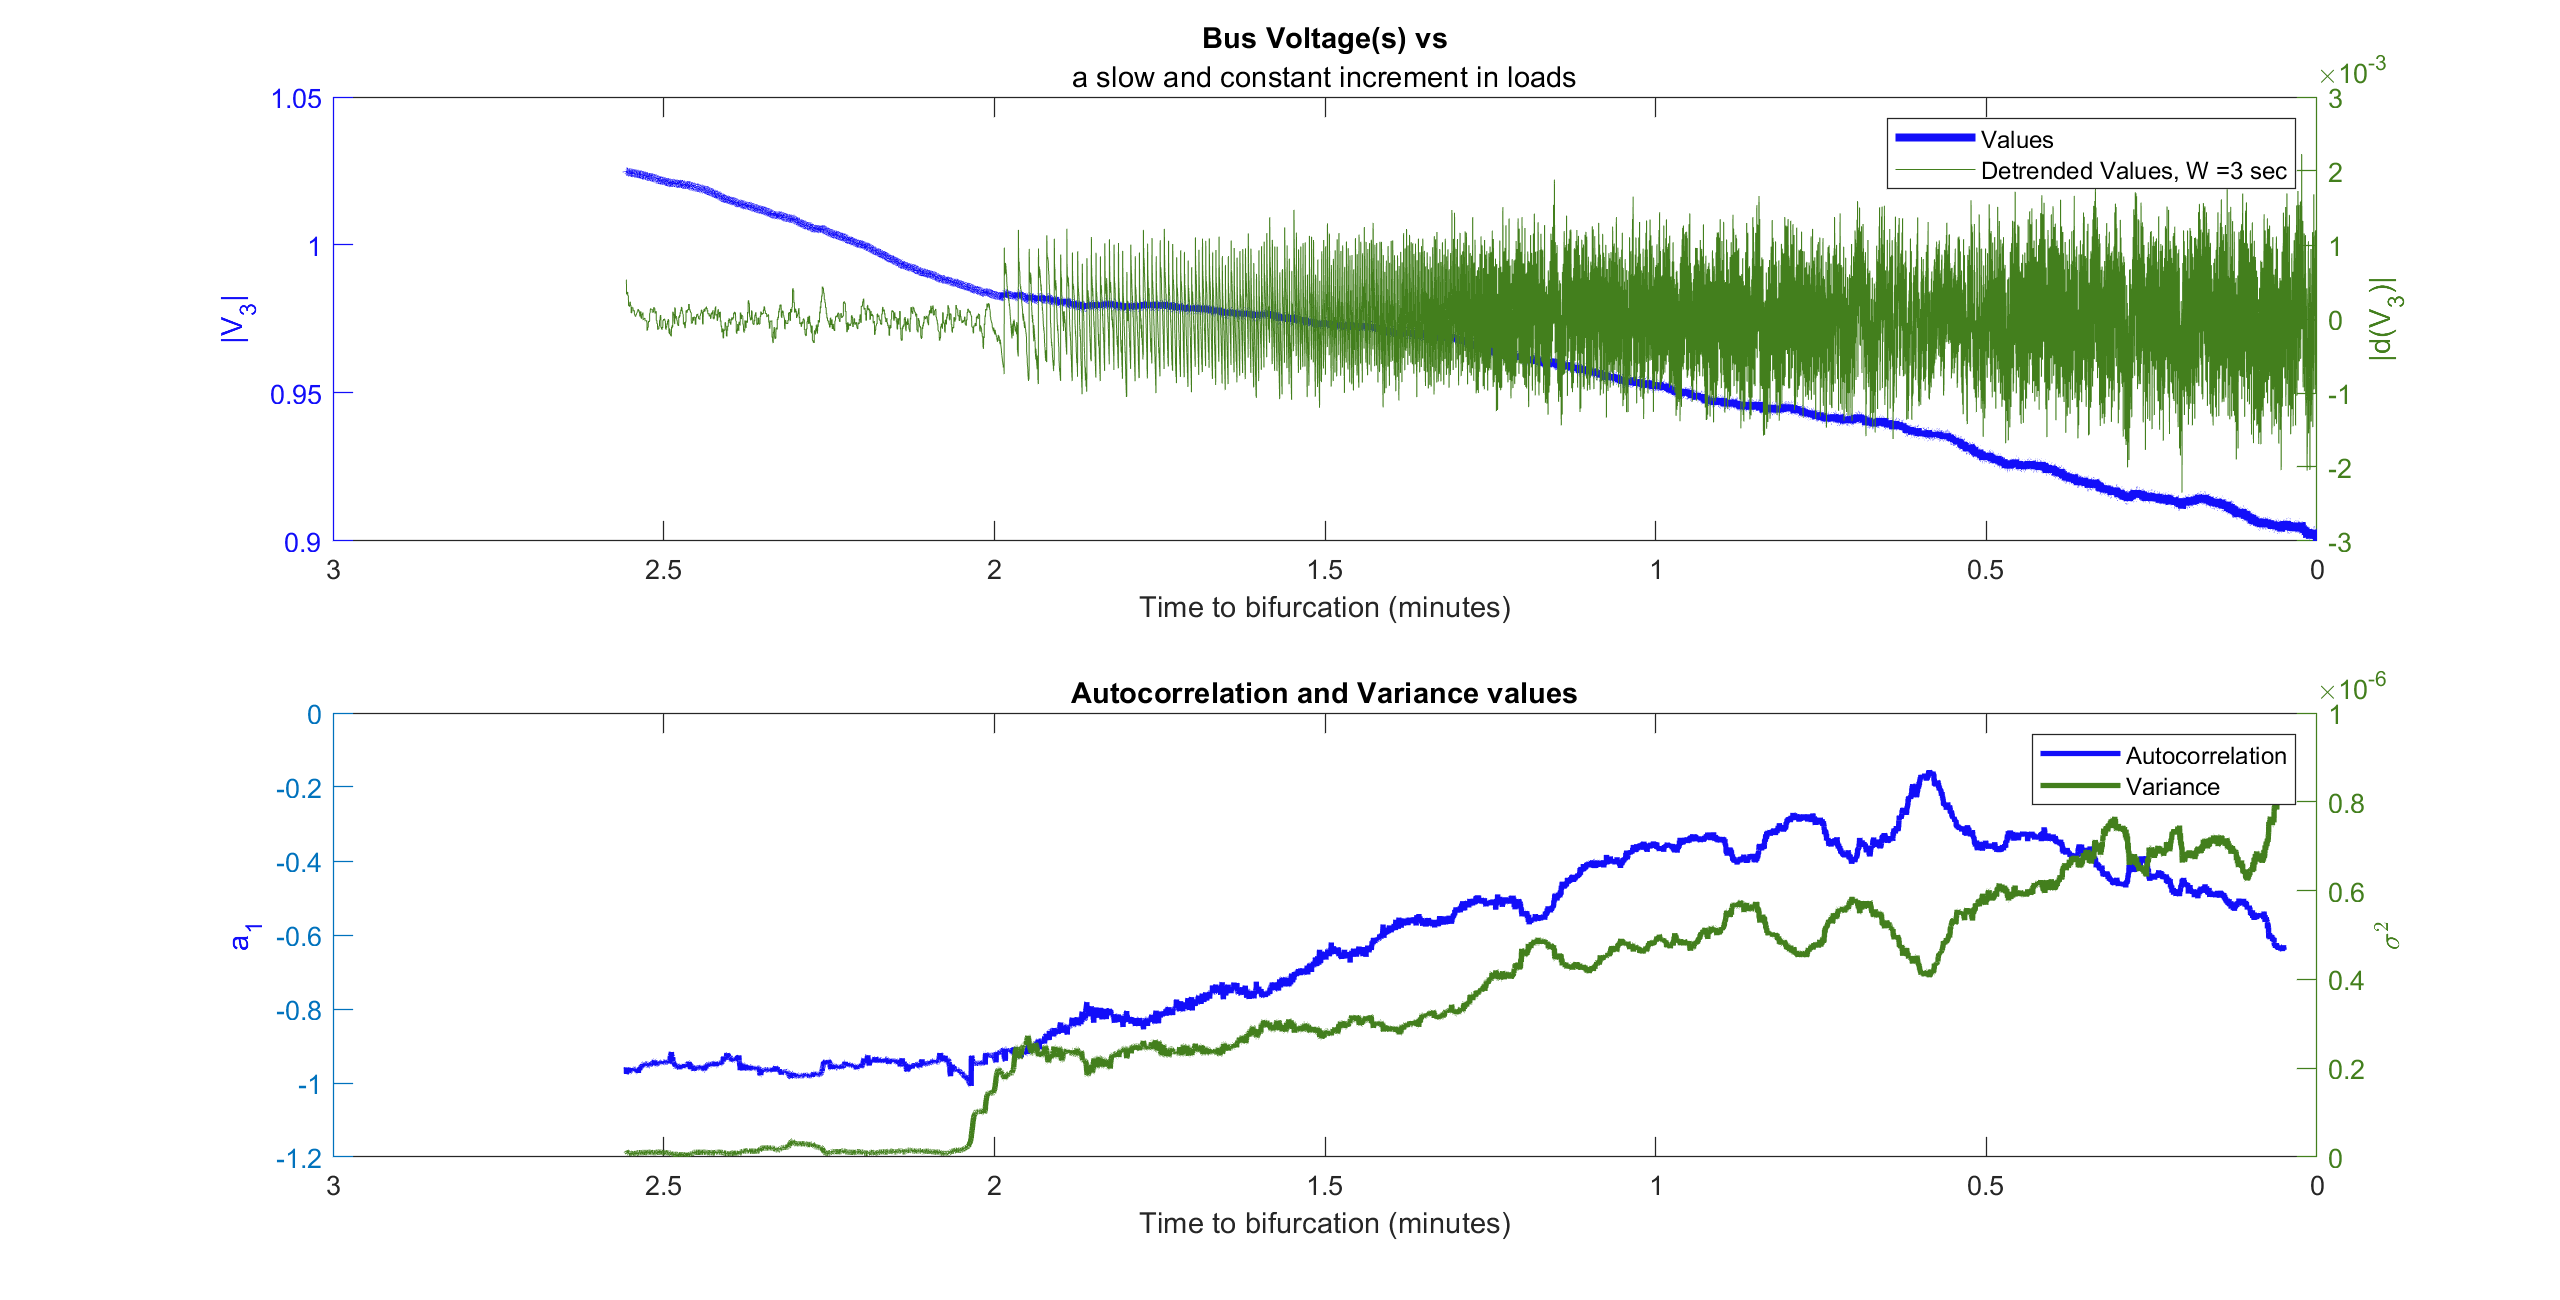 Bus Voltage(s) vs
a slow and constant increment in loads
×10^-3
1.05
1
0.95
0.9
|V_3|
3
2
1
0
-1
-2
-3
|d(V_3)|
Values
Detrended Values, W =3 sec
3 2.5 2 1.5 1 0.5 0
Time to bifurcation (minutes)
Autocorrelation and Variance values
×10^-6
0
-0.2
-0.4
-0.6
-0.8
-1
-1.2
a_1
1
0.8
0.6
0.4
0.2
0
σ^2
Autocorrelation
Variance
3 2.5 2 1.5 1 0.5 0
Time to bifurcation (minutes)